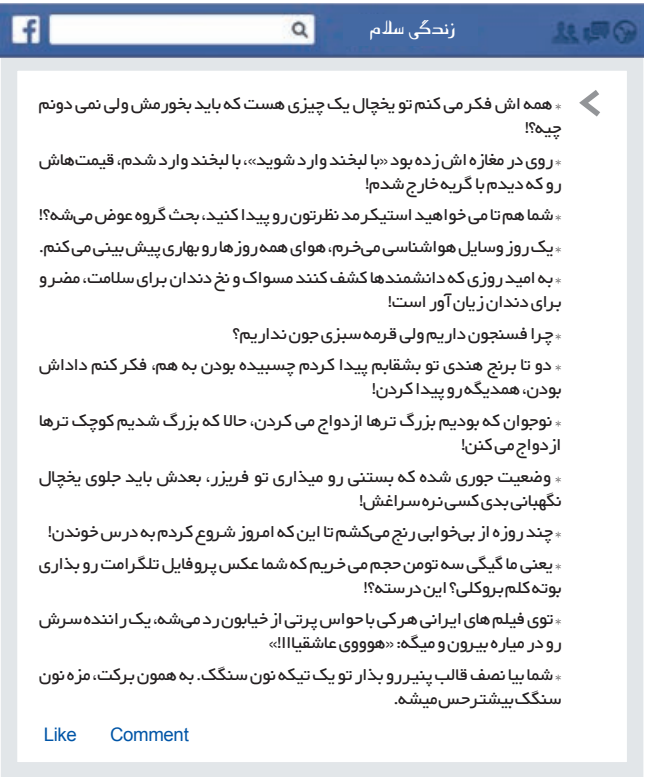 زندگی سلام
* همه اش فکر می کنم تو یخچال یک چیزی هست که باید بخورمش ولی نمی دونم
چیه؟!
* روی در مغازه اش زده بود «با لبخند وارد شوید»، با لبخند وارد شدم، قیمت‌هاش
رو که دیدم با گریه خارج شدم!
* شما هم تا می خواهید استیکر مد نظرتون رو پیدا کنید، بحث گروه عوض می‌شه؟!
* یک روز وسایل هواشناسی می‌خرم، هوای همه روزها رو بهاری پیش بینی می کنم.
* به امید روزی که دانشمندها کشف کنند مسواک و نخ دندان برای سلامت، مضر و
برای دندان زیان آور است!
* چرا فسنجون داریم ولی قرمه سبزی جون نداریم؟
* دو تا برنج هندی تو بشقابم پیدا کردم چسبیده بودن به هم، فکر کنم داداش
بودن، همدیگه رو پیدا کردن!
* نوجوان که بودیم بزرگ ترها ازدواج می کردن، حالا که بزرگ شدیم کوچک ترها
ازدواج می کنن!
* وضعیت جوری شده که بستنی رو میذاری تو فریزر، بعدش باید جلوی یخچال
نگهبانی بدی کسی نره سراغش!
* چند روزه از بی‌خوابی رنج می‌کشم تا این که امروز شروع کردم به درس خوندن!
* یعنی ما گیگی سه تومن حجم می خریم که شما عکس پروفایل تلگرامت رو بذاری
بوته کلم بروکلی؟ این درسته؟!
* توی فیلم های ایرانی هر کی با حواس پرتی از خیابون رد می‌شه، یک راننده سرش
رو در میاره بیرون و میگه: «هوووی عاشقیااا!»
* شما بیا نصف قالب پنیر رو بذار تو یک تیکه نون سنگک. به همون برکت، مزه نون
سنگک بیشتر حس میشه.
Like Comment